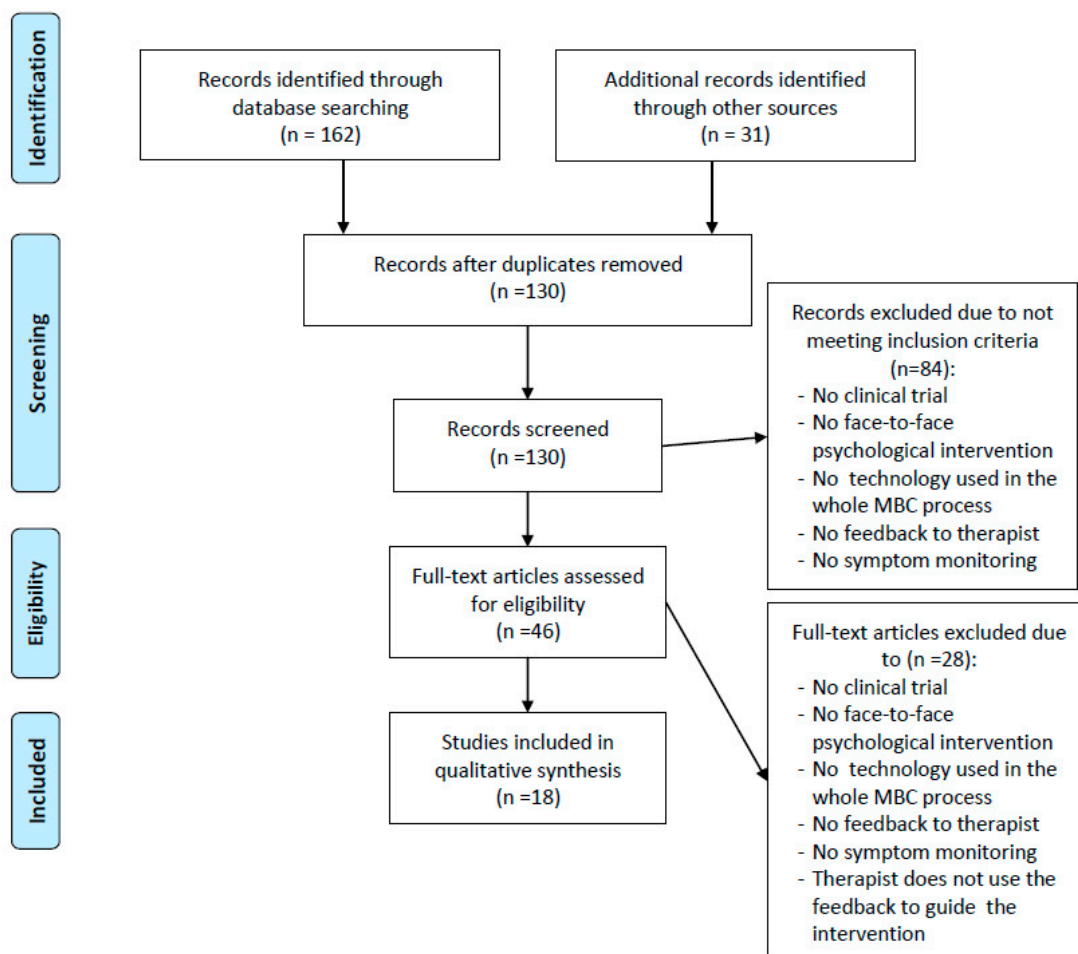 Identification
Records identified through
database searching
(n = 162)
Additional records identified
through other sources
(n = 31)
Screening
Records after duplicates removed
(n =130)
Records screened
(n =130)
Records excluded due to not
meeting inclusion criteria
(n=84):
- No clinical trial
- No face-to-face
psychological intervention
- No technology used in the
whole MBC process
- No feedback to therapist
- No symptom monitoring
Eligibility
Full-text articles assessed
for eligibility
(n =46)
Full-text articles excluded due
to (n =28):
- No clinical trial
- No face-to-face
psychological intervention
- No technology used in the
whole MBC process
- No feedback to therapist
- No symptom monitoring
- Therapist does not use the
feedback to guide the
intervention
Included
Studies included in
qualitative synthesis
(n =18)